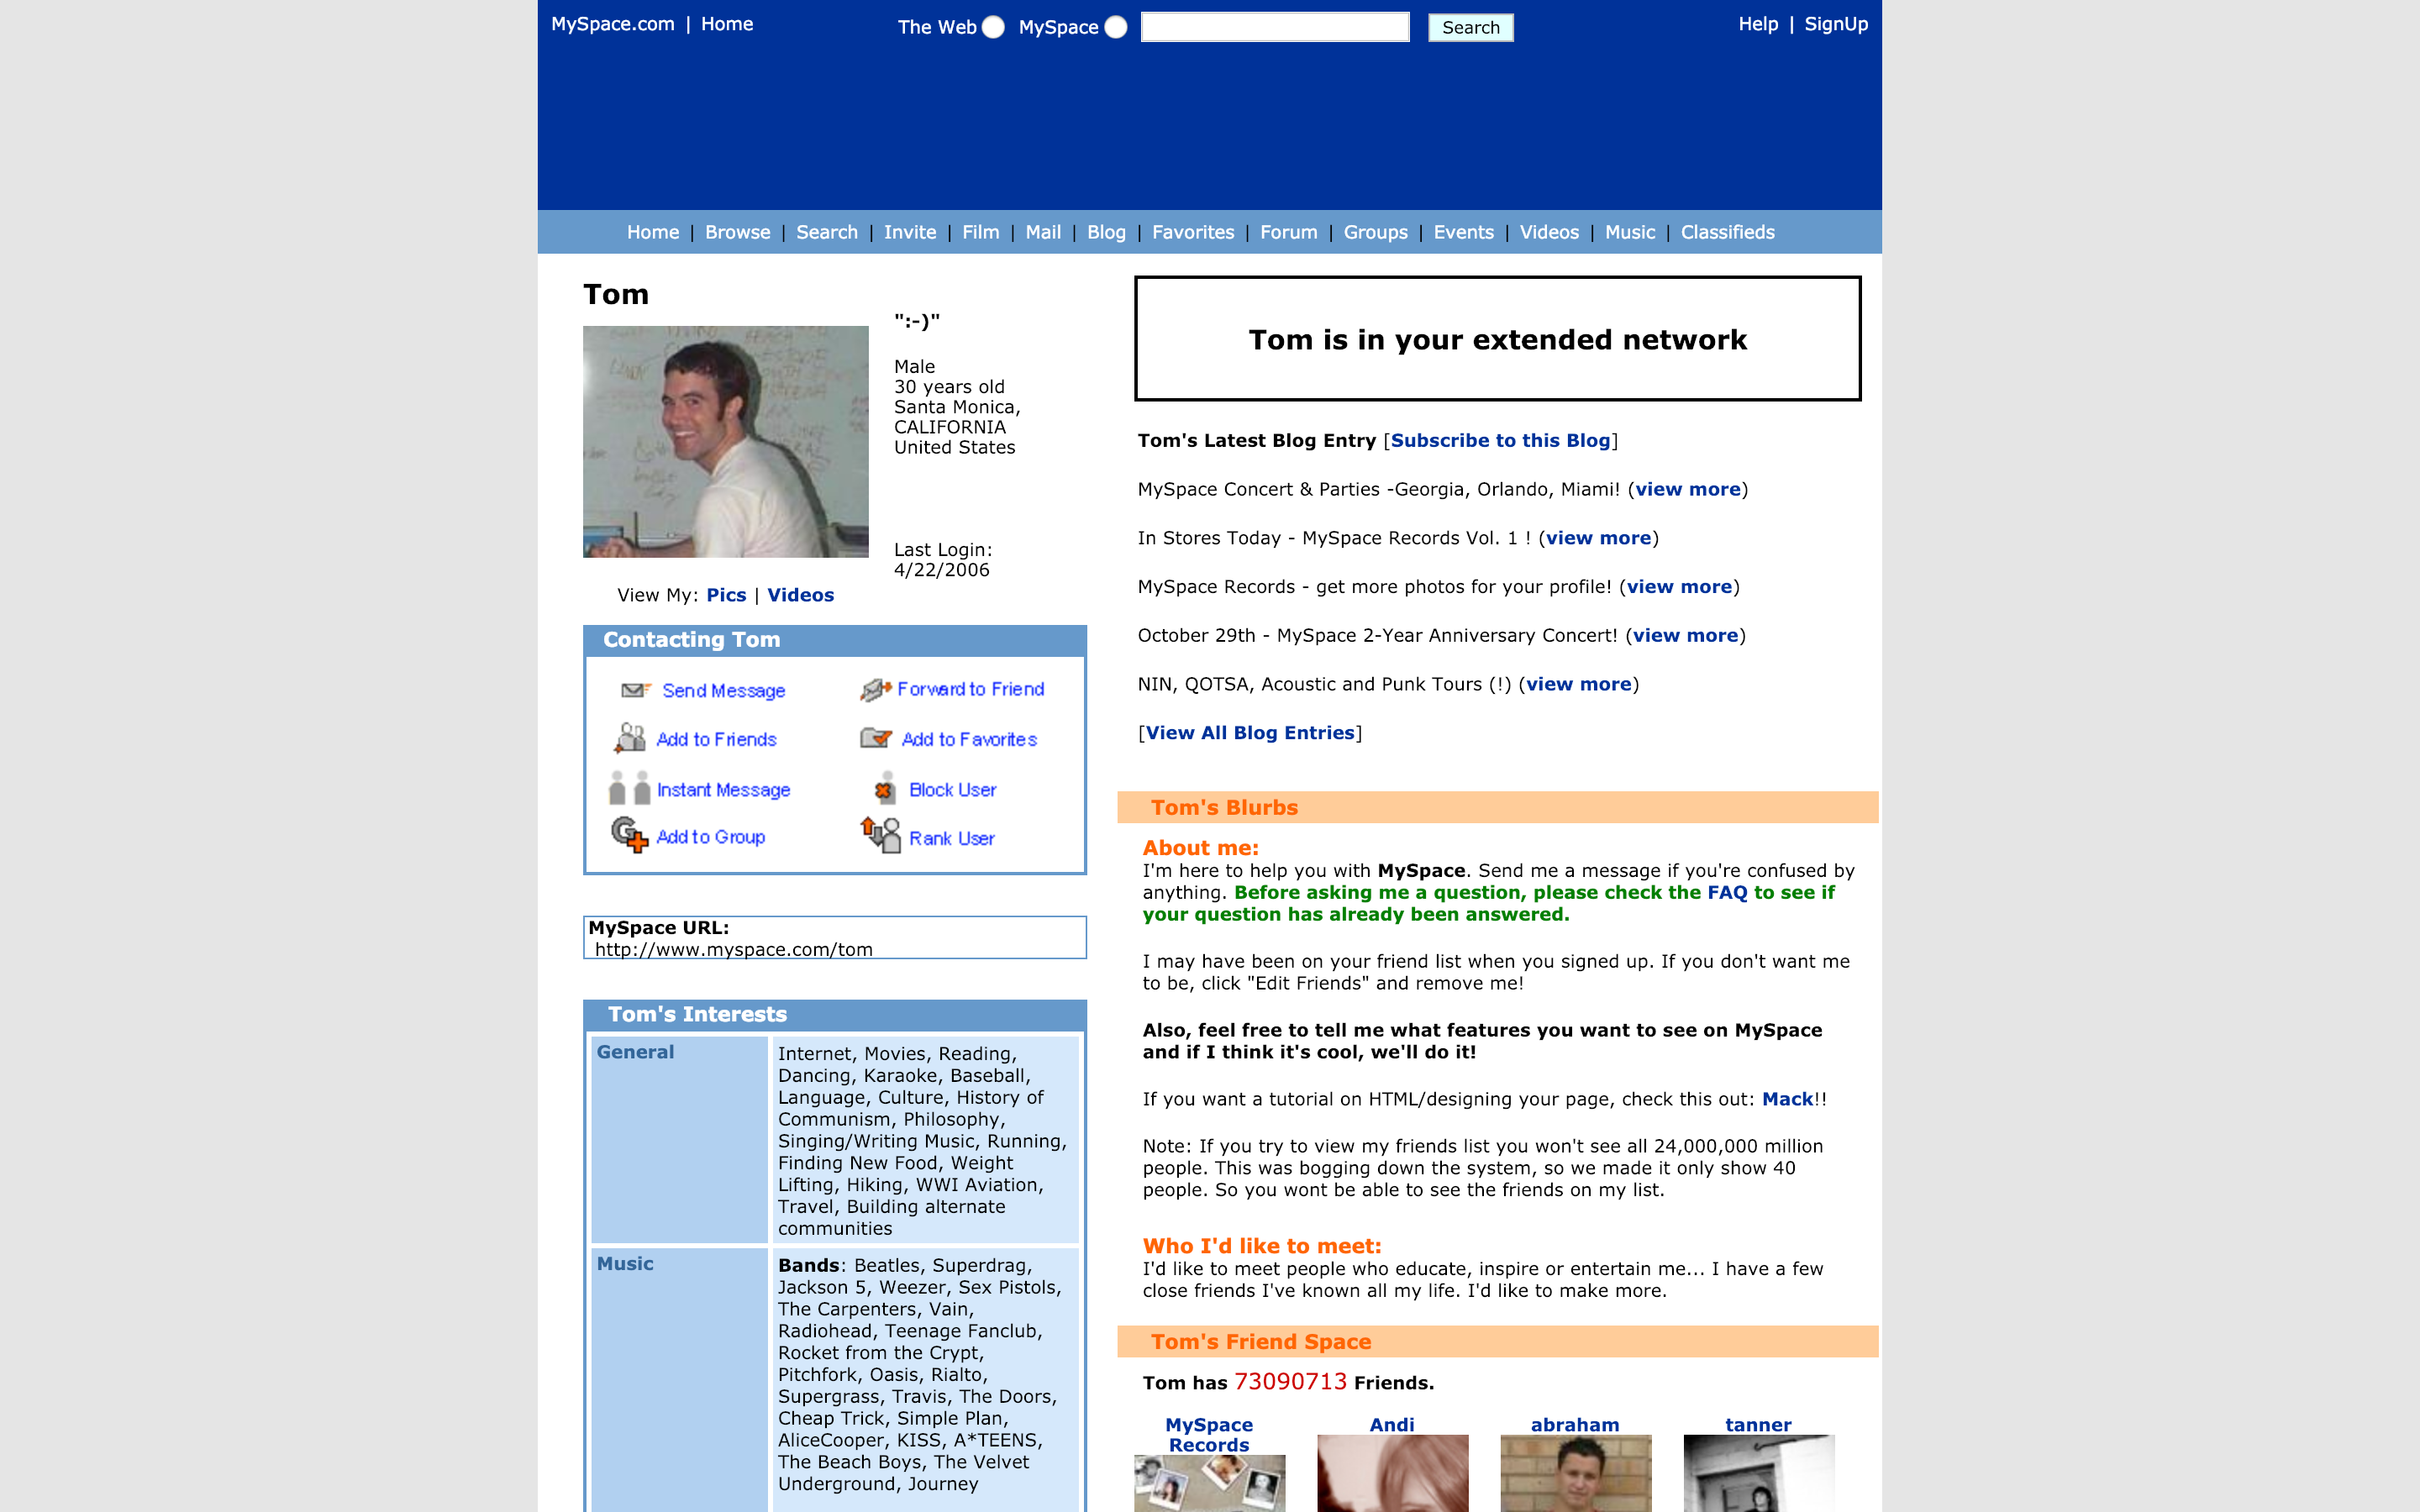 MySpace.com | Home
The Web MySpace Search
Help | SignUp
Home | Browse | Search | Invite | Film | Mail | Blog | Favorites | Forum | Groups | Events | Videos | Music | Classifieds
Tom
":-)"
Male
30 years old
Santa Monica,
CALIFORNIA
United States
Last Login:
4/22/2006
View My: Pics | Videos
Contacting Tom
Send Message
Forward to Friend
Add to Friends
Add to Favorites
Instant Message
Block User
Add to Group
Rank User
MySpace URL:
http://www.myspace.com/tom
Tom's Interests
General
Internet, Movies, Reading,
Dancing, Karaoke, Baseball,
Language, Culture, History of
Communism, Philosophy,
Singing/Writing Music, Running,
Finding New Food, Weight
Lifting, Hiking, WWI Aviation,
Travel, Building alternate
communities
Music
Bands: Beatles, Superdrag,
Jackson 5, Weezer, Sex Pistols,
The Carpenters, Vain,
Radiohead, Teenage Fanclub,
Rocket from the Crypt,
Pitchfork, Oasis, Rialto,
Supergrass, Travis, The Doors,
Cheap Trick, Simple Plan,
AliceCooper, KISS, A*TEENS,
The Beach Boys, The Velvet
Underground, Journey
Tom is in your extended network
Tom's Latest Blog Entry [Subscribe to this Blog]
MySpace Concert & Parties -Georgia, Orlando, Miami! (view more)
In Stores Today - MySpace Records Vol. 1 ! (view more)
MySpace Records - get more photos for your profile! (view more)
October 29th - MySpace 2-Year Anniversary Concert! (view more)
NIN, QOTSA, Acoustic and Punk Tours (!) (view more)
[View All Blog Entries]
Tom's Blurbs
About me:
I'm here to help you with MySpace. Send me a message if you're confused by
anything. Before asking me a question, please check the FAQ to see if
your question has already been answered.
I may have been on your friend list when you signed up. If you don't want me
to be, click "Edit Friends" and remove me!
Also, feel free to tell me what features you want to see on MySpace
and if I think it's cool, we'll do it!
If you want a tutorial on HTML/designing your page, check this out: Mack!!
Note: If you try to view my friends list you won't see all 24,000,000 million
people. This was bogging down the system, so we made it only show 40
people. So you wont be able to see the friends on my list.
Who I'd like to meet:
I'd like to meet people who educate, inspire or entertain me... I have a few
close friends I've known all my life. I'd like to make more.
Tom's Friend Space
Tom has 73090713 Friends.
MySpace
Records
Andi
abraham
tanner